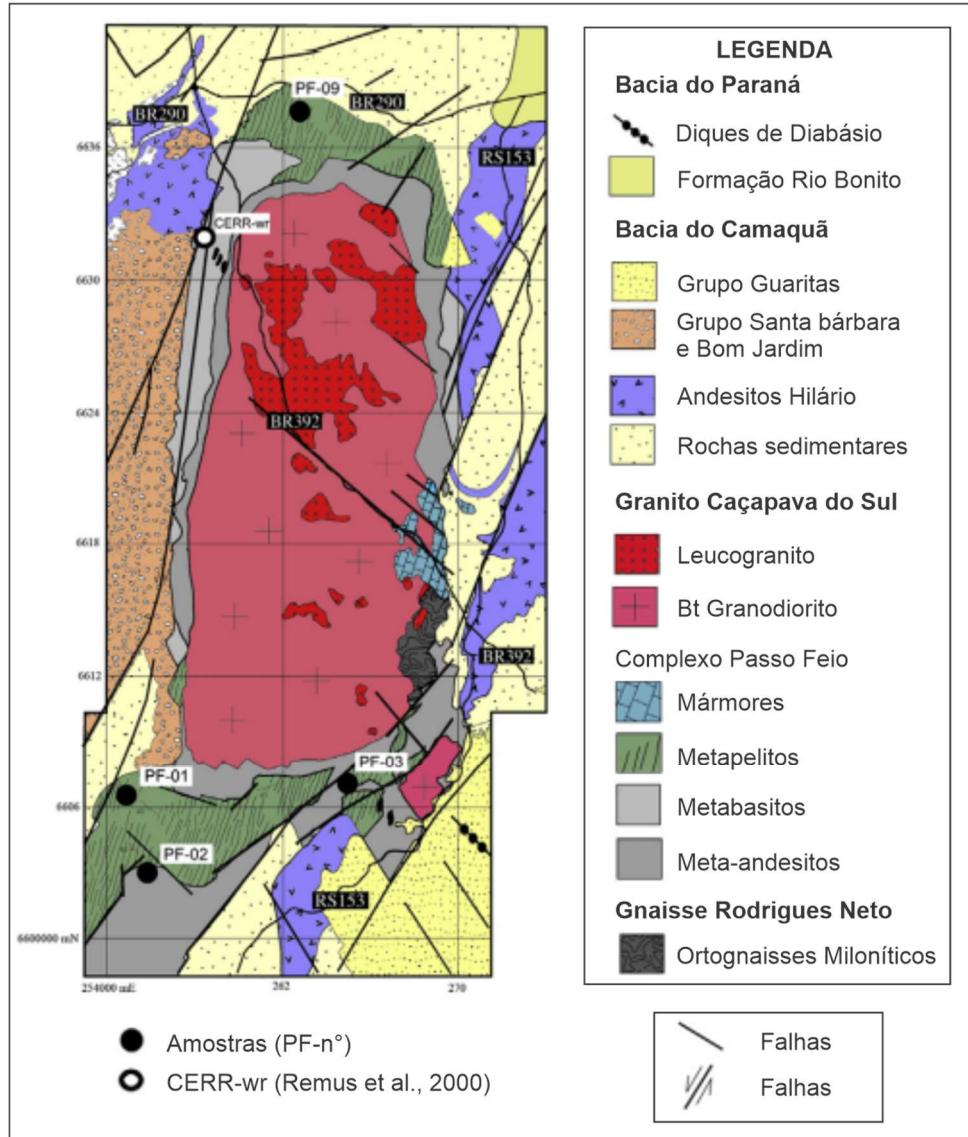 PF-09
BR290
BR290
6636
RS153
CERR-wr
6630
6624
BR392
6618
6612
BR392
PF-01
PF-03
6606
PF-02
RS153
6600000 mN
254000 mE
262
270
Amostras (PF-n°)
CERR-wr (Remus et al., 2000)
LEGENDA
Bacia do Paraná
Diques de Diabásio
Formação Rio Bonito
Bacia do Camaquã
Grupo Guaritas
Grupo Santa bárbara
e Bom Jardim
Andesitos Hilário
Rochas sedimentares
Granito Caçapava do Sul
Leucogranito
Bt Granodiorito
Complexo Passo Feio
Mármores
Metapelitos
Metabasitos
Meta-andesitos
Gnaisse Rodrigues Neto
Ortognaisses Miloníticos
Falhas
Falhas